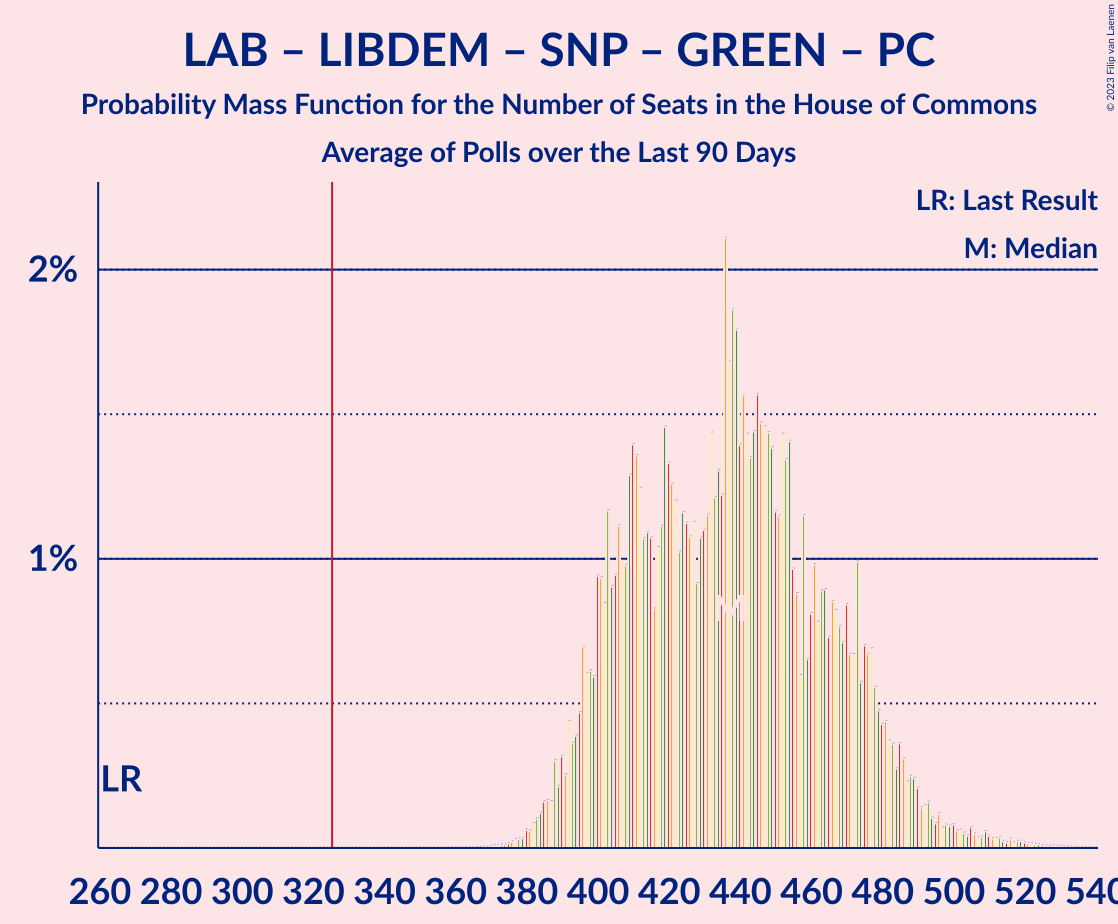 LAB – LIBDEM – SNP – GREEN – PC
Probability Mass Function for the Number of Seats in the House of Commons
Average of Polls over the Last 90 Days
© 2023 Filip van Laenen
LR: Last Result
M: Median
2%
1%
M
LR
260 280 300 320 340 360 380 400 420 440 460 480 500 520 540